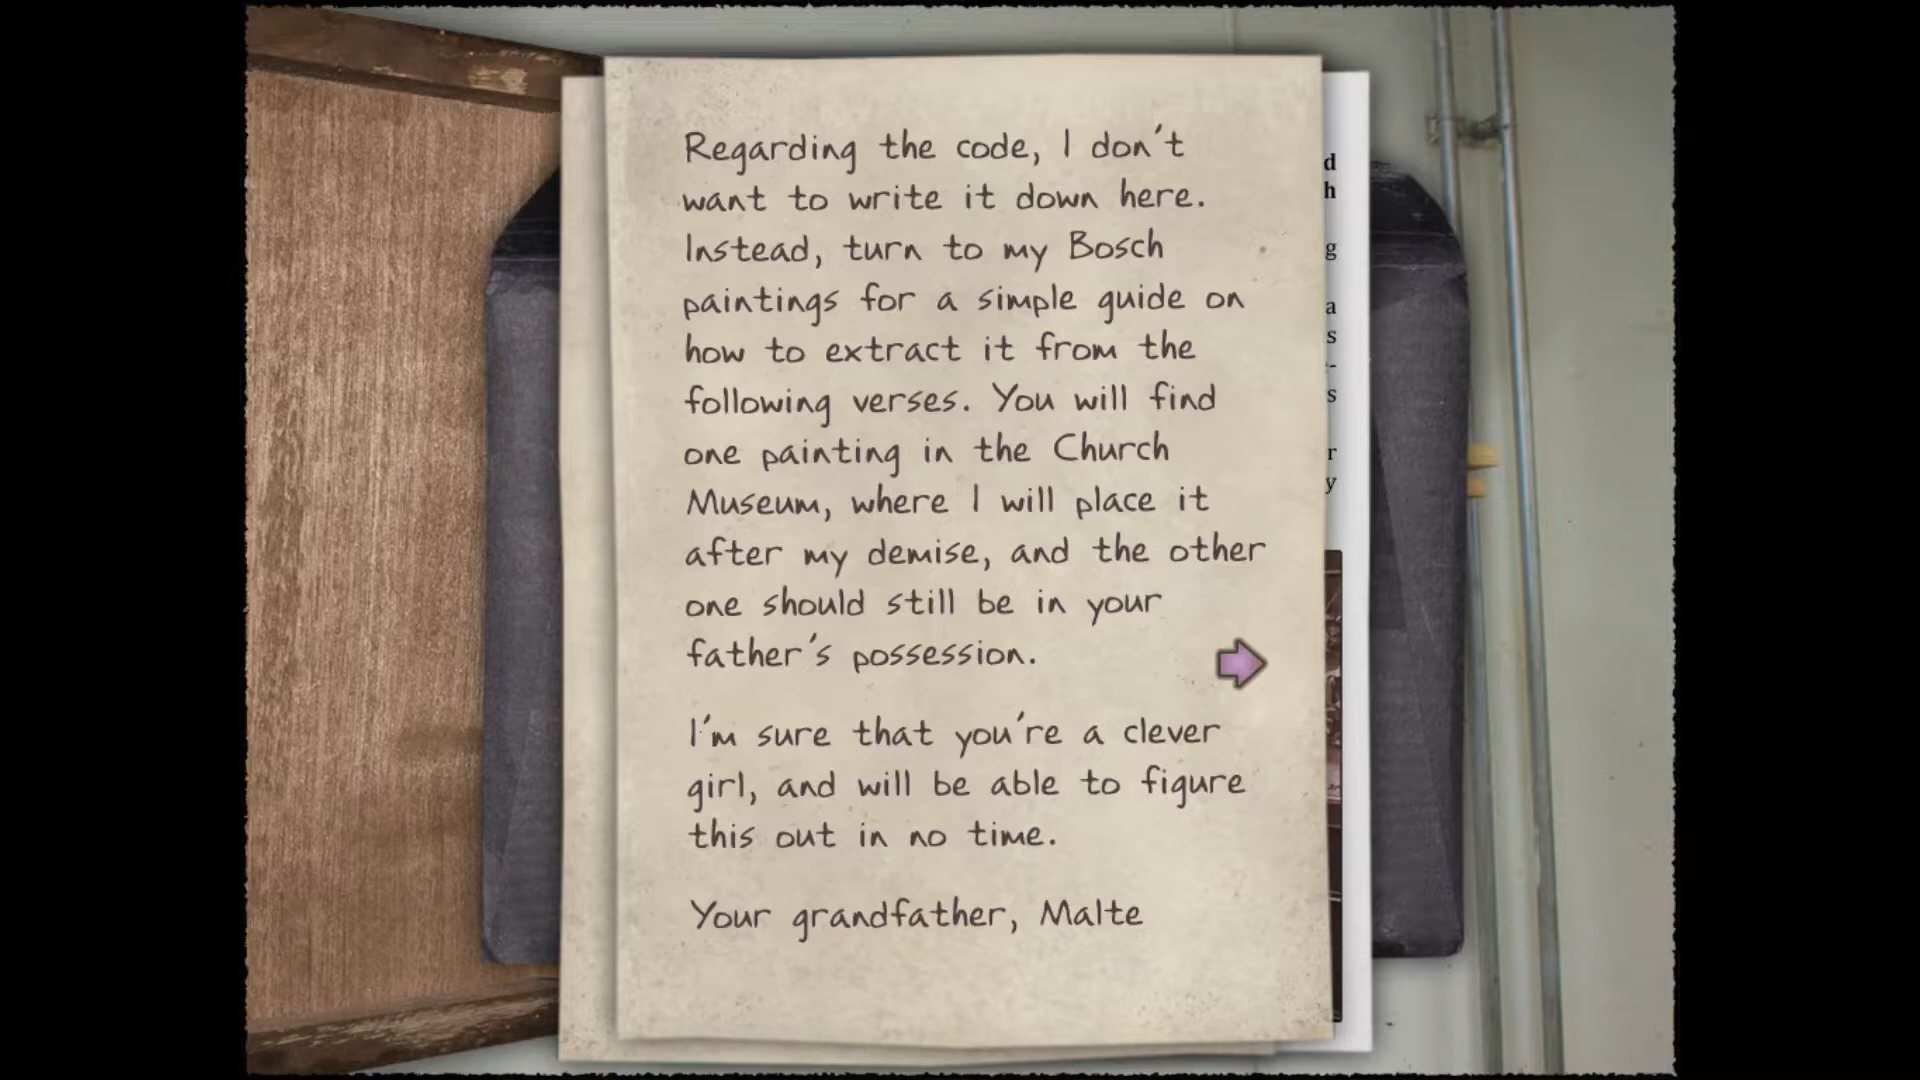 Regarding the code, I don't
want to write it down here.
Instead, turn to my Bosch
paintings for a simple guide on
how to extract it from the
following verses. You will find
one painting in the Church
Museum, where I will place it
after my demise, and the other
one should still be in your
father's possession.
I'm sure that you're a clever
girl, and will be able to figure
this out in no time.
Your grandfather, Malte
d
h
g
a
s
-
s
r
y